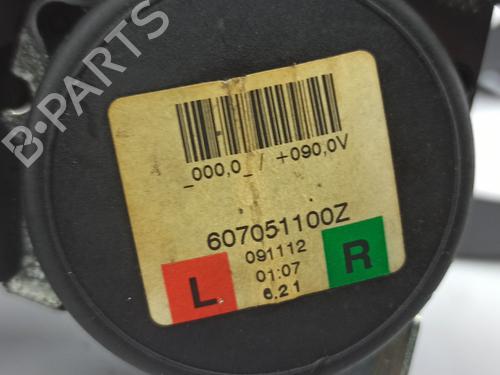 B-PARTS
_000,0_ / +090,0V
607051100Z
091112
01:07
6.21
L
R